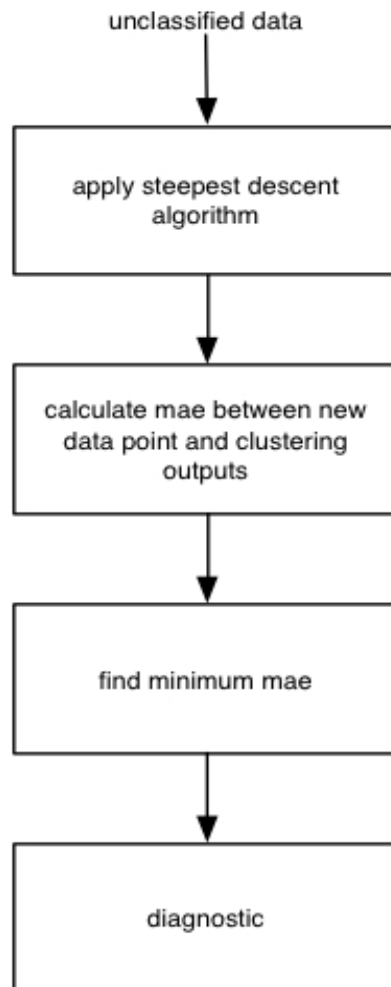 unclassified data
apply steepest descent
algorithm
calculate mae between new
data point and clustering
outputs
find minimum mae
diagnostic